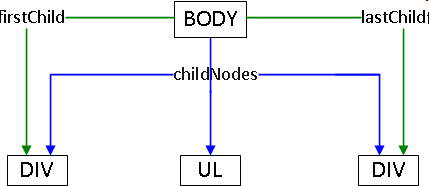 BODY
firstChild
lastChild
childNodes
DIV
UL
DIV